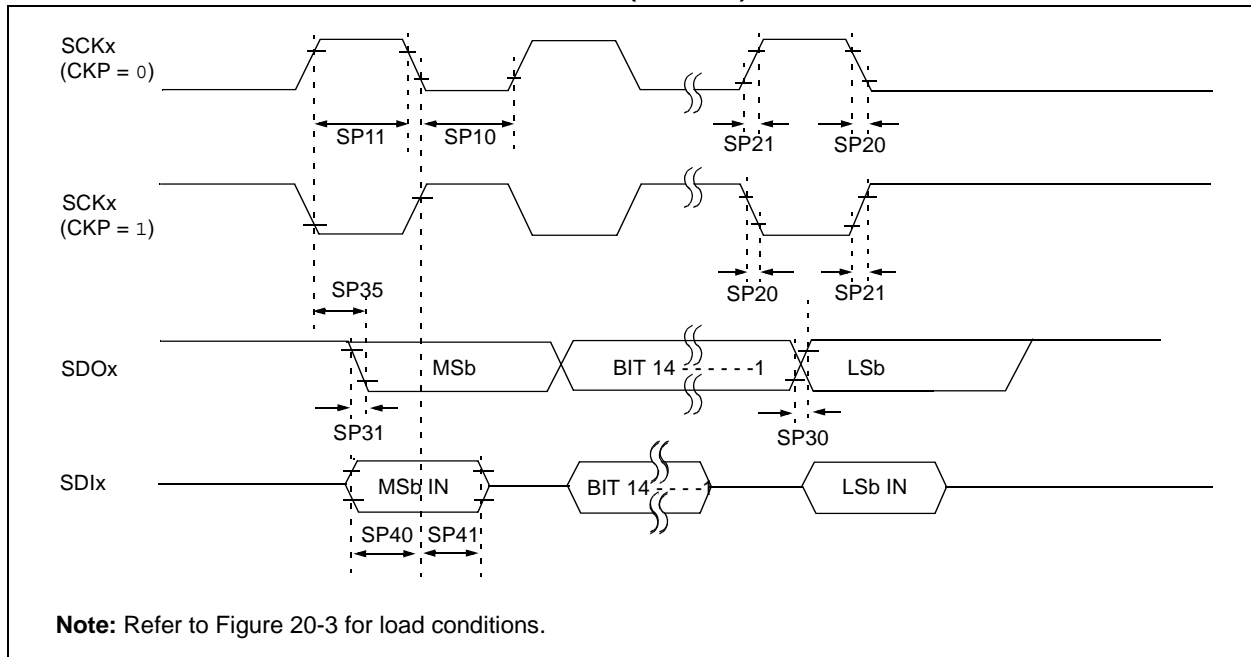 SCKx
(CKP = 0)
SP11
SP10
SP21
SP20
SCKx
(CKP = 1)
SP35
SP20
SP21
SDOx
MSb
BIT 14 - - - - - -1
LSb
SP31
SP30
SDIx
MSb IN
BIT 14 - - - -1
LSb IN
SP40
SP41
Note: Refer to Figure 20-3 for load conditions.